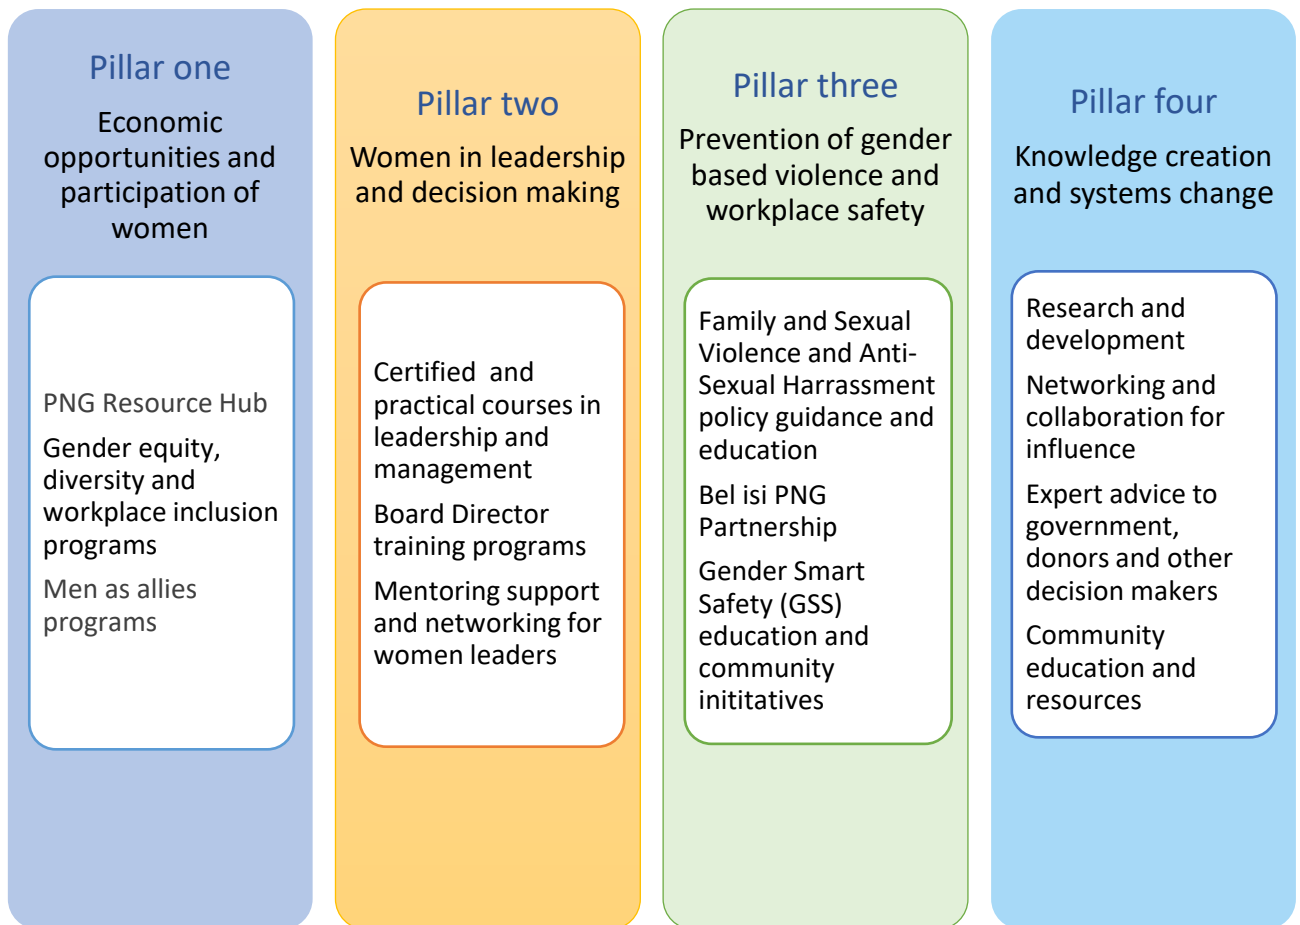 Pillar one
Economic
opportunities and
participation of
women
PNG Resource Hub
Gender equity,
diversity and
workplace inclusion
programs
Men as allies
programs
Pillar two
Women in leadership
and decision making
Certified  and
practical courses in
leadership and
management
Board Director
training programs
Mentoring support
and networking for
women leaders
Pillar three
Prevention of gender
based violence and
workplace safety
Family and Sexual
Violence and Anti-
Sexual Harrassment
policy guidance and
education
Bel isi PNG
Partnership
Gender Smart
Safety (GSS)
education and
community
inititatives
Pillar four
Knowledge creation
and systems change
Research and
development
Networking and
collaboration for
influence
Expert advice to
government,
donors and other
decision makers
Community
education and
resources